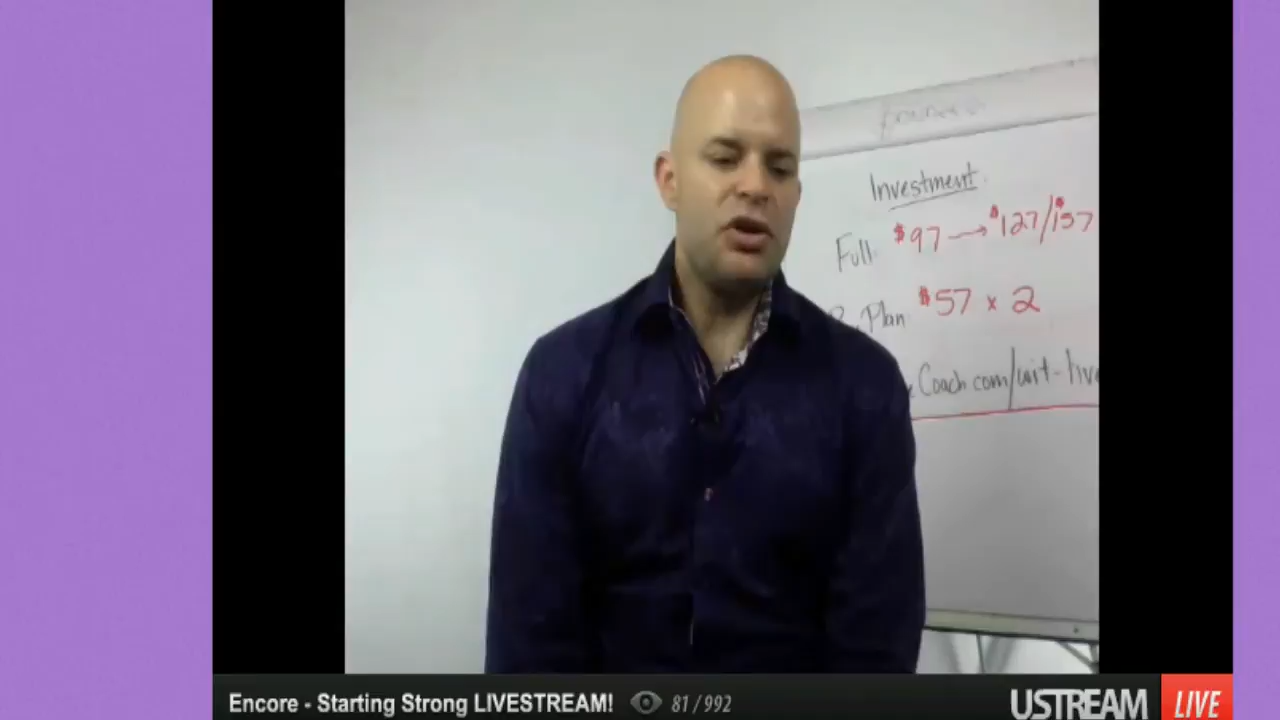 Investment
Full $97 → $127/$157
Plan $57 x 2
Coach.com/writ-live
Encore - Starting Strong LIVESTREAM!
81/992
USTREAM
LIVE